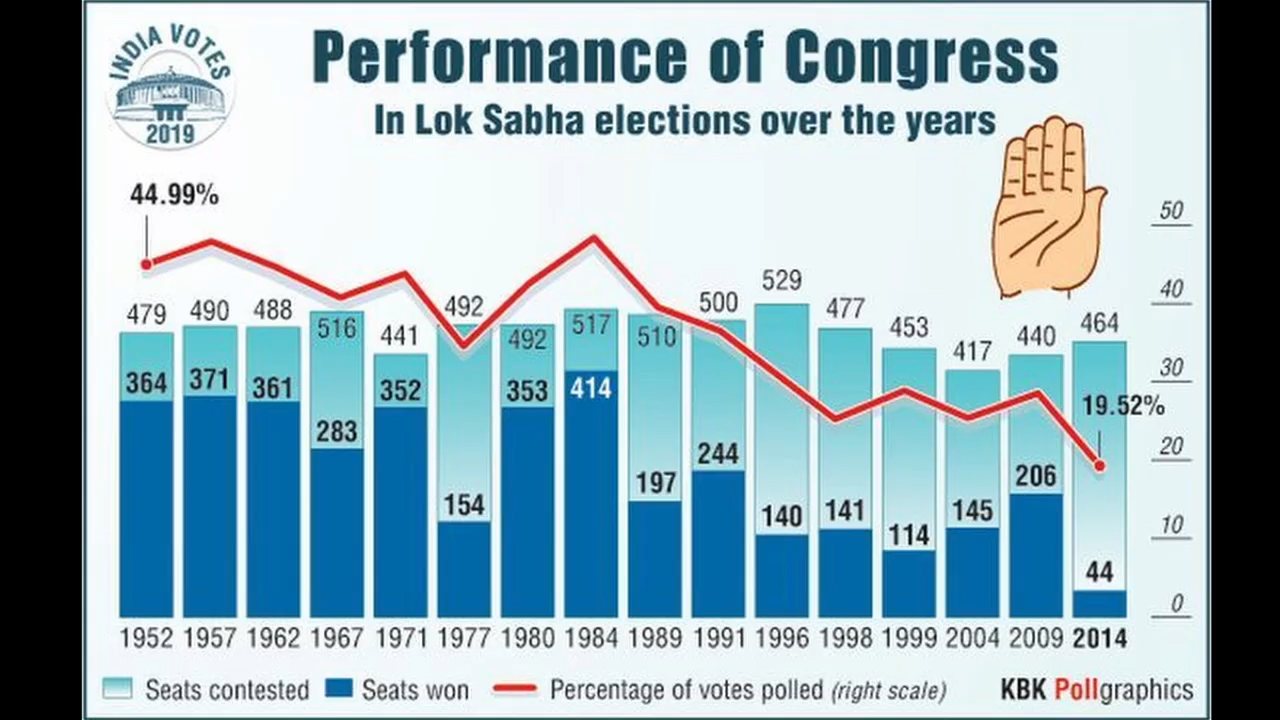 INDIA VOTES
2019
Performance of Congress
In Lok Sabha elections over the years
44.99%
50
40
30
20
10
0
479 490 488 516 441 492 492 517 510 500 529 477 453 417 440 464
364 371 361 283 352 154 353 414 197 244 140 141 114 145 206 44
19.52%
1952 1957 1962 1967 1971 1977 1980 1984 1989 1991 1996 1998 1999 2004 2009 2014
Seats contested Seats won Percentage of votes polled (right scale) KBK Pollgraphics